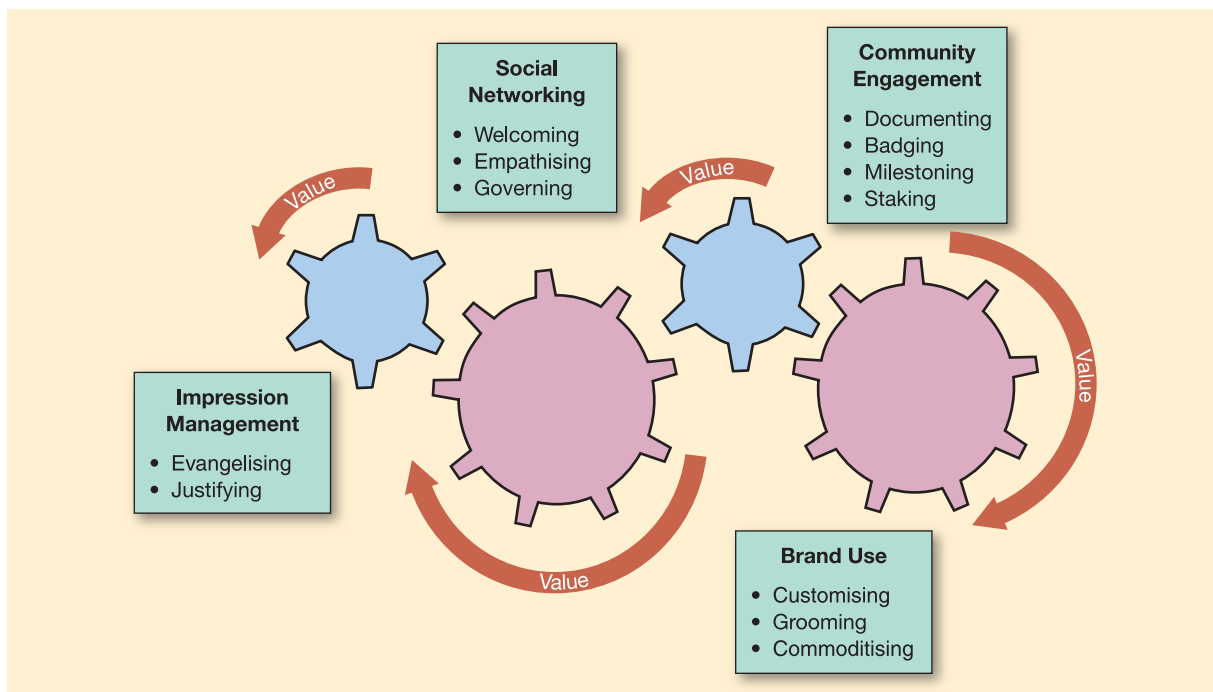 Social
Networking
• Welcoming
• Empathising
• Governing
Community
Engagement
• Documenting
• Badging
• Milestoning
• Staking
Value
Value
Value
Impression
Management
• Evangelising
• Justifying
Value
Brand Use
• Customising
• Grooming
• Commoditising